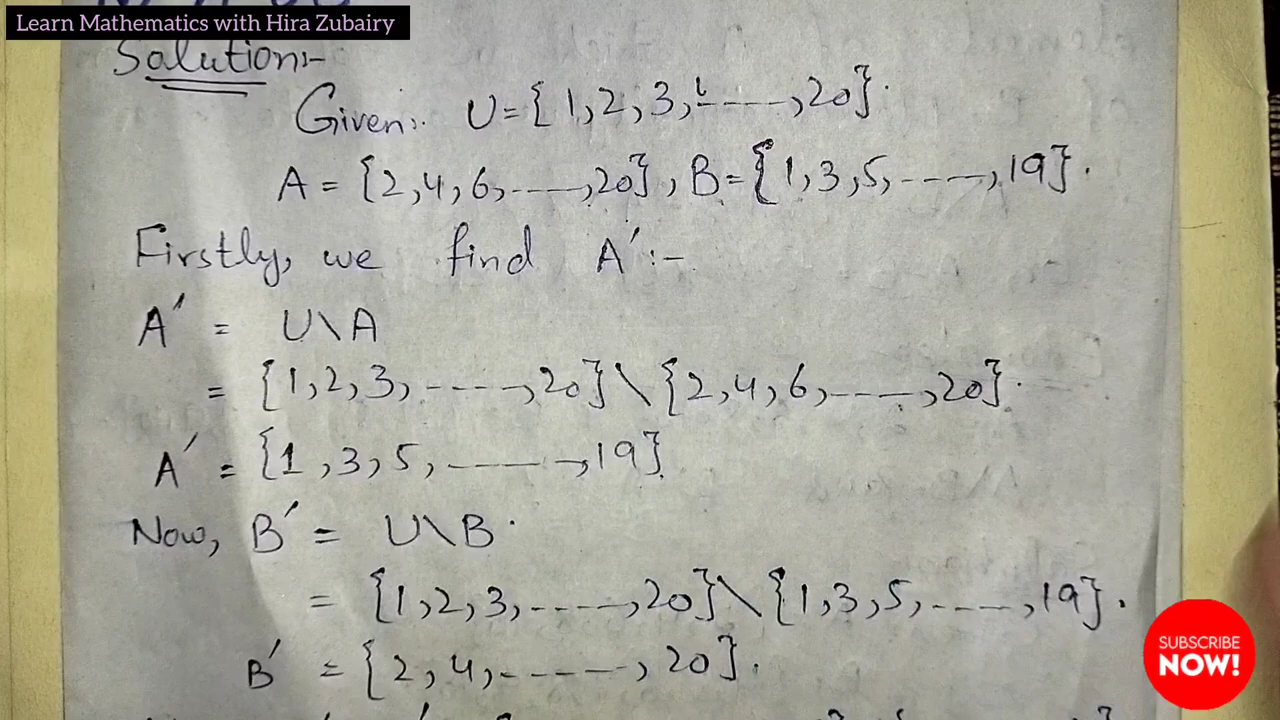 Learn Mathematics with Hira Zubairy
Solution:-
Given:- U={1,2,3,-----,20}.
A={2,4,6,-----,20}, B={1,3,5,-----,19}.
Firstly, we find A':-
A' = U\A
= {1,2,3,-----,20}\{2,4,6,-----,20}.
A' = {1,3,5,-----,19}
Now, B' = U\B.
= {1,2,3,-----,20}\{1,3,5,-----,19}.
B' = {2,4,------,20}.
SUBSCRIBE
NOW!